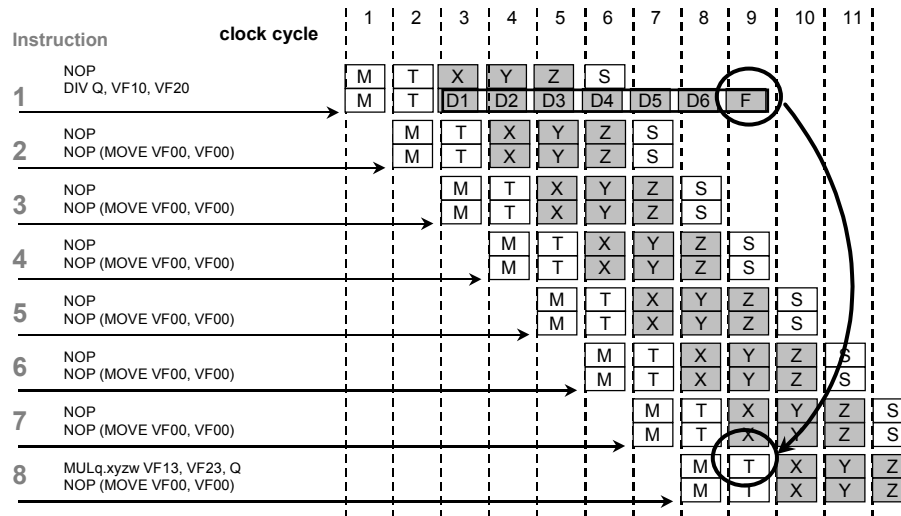 clock cycle 1 2 3 4 5 6 7 8 9 10 11
Instruction
1 NOP M T X Y Z S
DIV Q, VF10, VF20 M T D1 D2 D3 D4 D5 D6 F
2 NOP M T X Y Z S
NOP (MOVE VF00, VF00) M T X Y Z S
3 NOP M T X Y Z S
NOP (MOVE VF00, VF00) M T X Y Z S
4 NOP M T X Y Z S
NOP (MOVE VF00, VF00) M T X Y Z S
5 NOP M T X Y Z S
NOP (MOVE VF00, VF00) M T X Y Z S
6 NOP M T X Y Z S
NOP (MOVE VF00, VF00) M T X Y Z S
7 NOP M T X Y Z S
NOP (MOVE VF00, VF00) M T X Y Z S
8 MULq.xyzw VF13, VF23, Q M T X Y Z
NOP (MOVE VF00, VF00) M T X Y Z